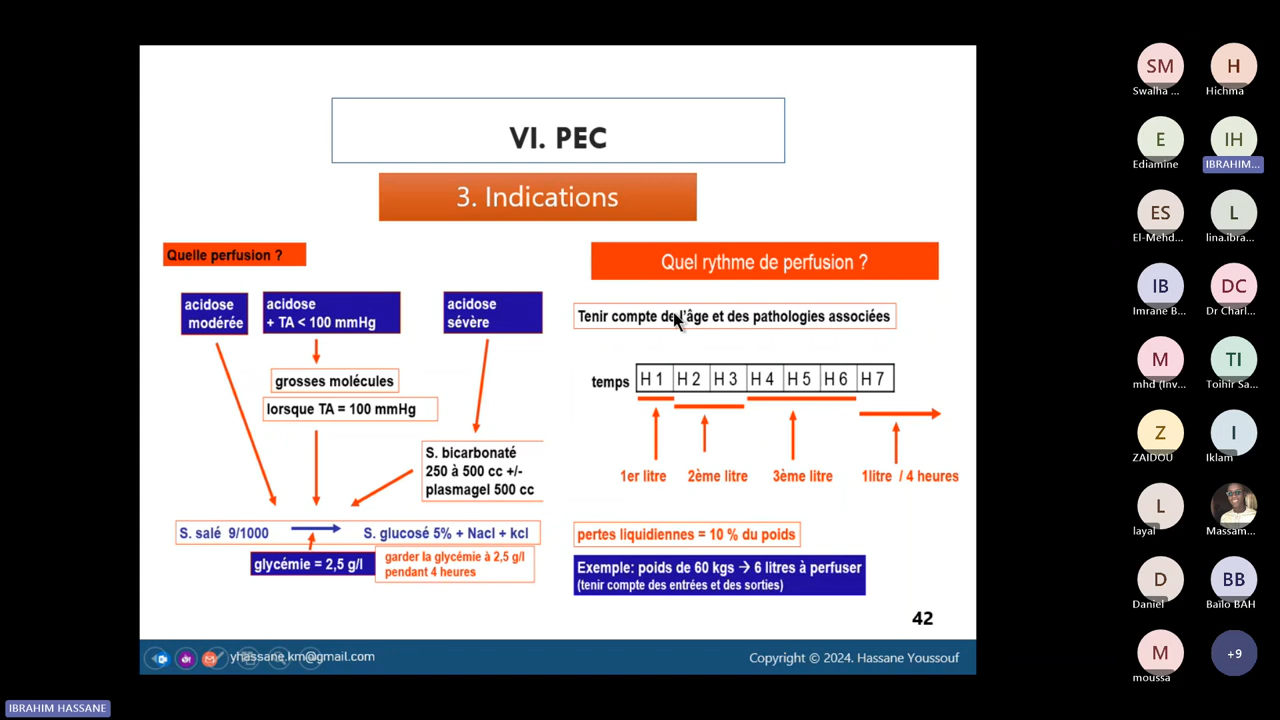 VI. PEC
3. Indications
Quelle perfusion ?
acidose
modérée
acidose
+ TA < 100 mmHg
acidose
sévère
grosses molécules
lorsque TA = 100 mmHg
S. bicarbonaté
250 à 500 cc +/-
plasmagel 500 cc
S. salé 9/1000
S. glucosé 5% + Nacl + kcl
glycémie = 2,5 g/l
garder la glycémie à 2,5 g/l
pendant 4 heures
Quel rythme de perfusion ?
Tenir compte de l'âge et des pathologies associées
temps H 1 H 2 H 3 H 4 H 5 H 6 H 7
1er litre 2ème litre 3ème litre 1litre / 4 heures
pertes liquidiennes = 10 % du poids
Exemple: poids de 60 kgs → 6 litres à perfuser
(tenir compte des entrées et des sorties)
42
yhassane.km@gmail.com
Copyright © 2024. Hassane Youssouf
IBRAHIM HASSANE
SM H
Swalha ... Hichma
E IH
Ediamine IBRAHIM...
ES L
El-Mehd... lina.ibra...
IB DC
Imrane B... Dr Charl...
M TI
mhd (Inv... Toihir Sa...
Z I
ZAIDOU Iklam
L
layal Massam...
D BB
Daniel Baïlo BAH
M +9
moussa